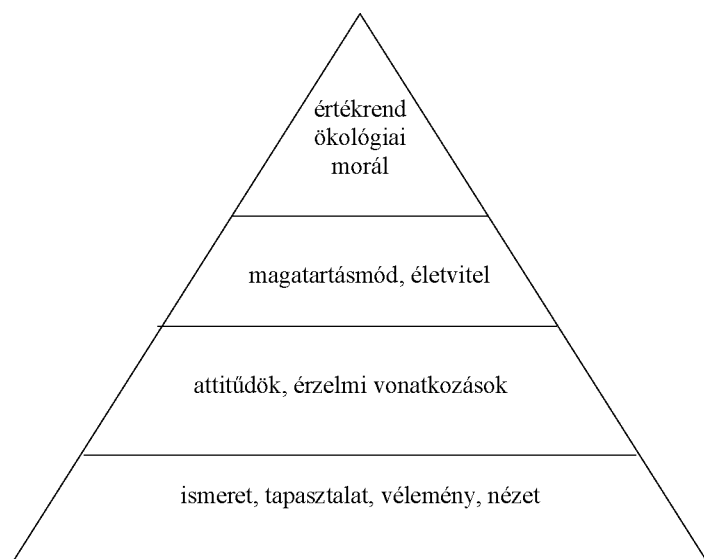 értékrend
ökológiai
morál
magatartásmód, életvitel
attitűdök, érzelmi vonatkozások
ismeret, tapasztalat, vélemény, nézet